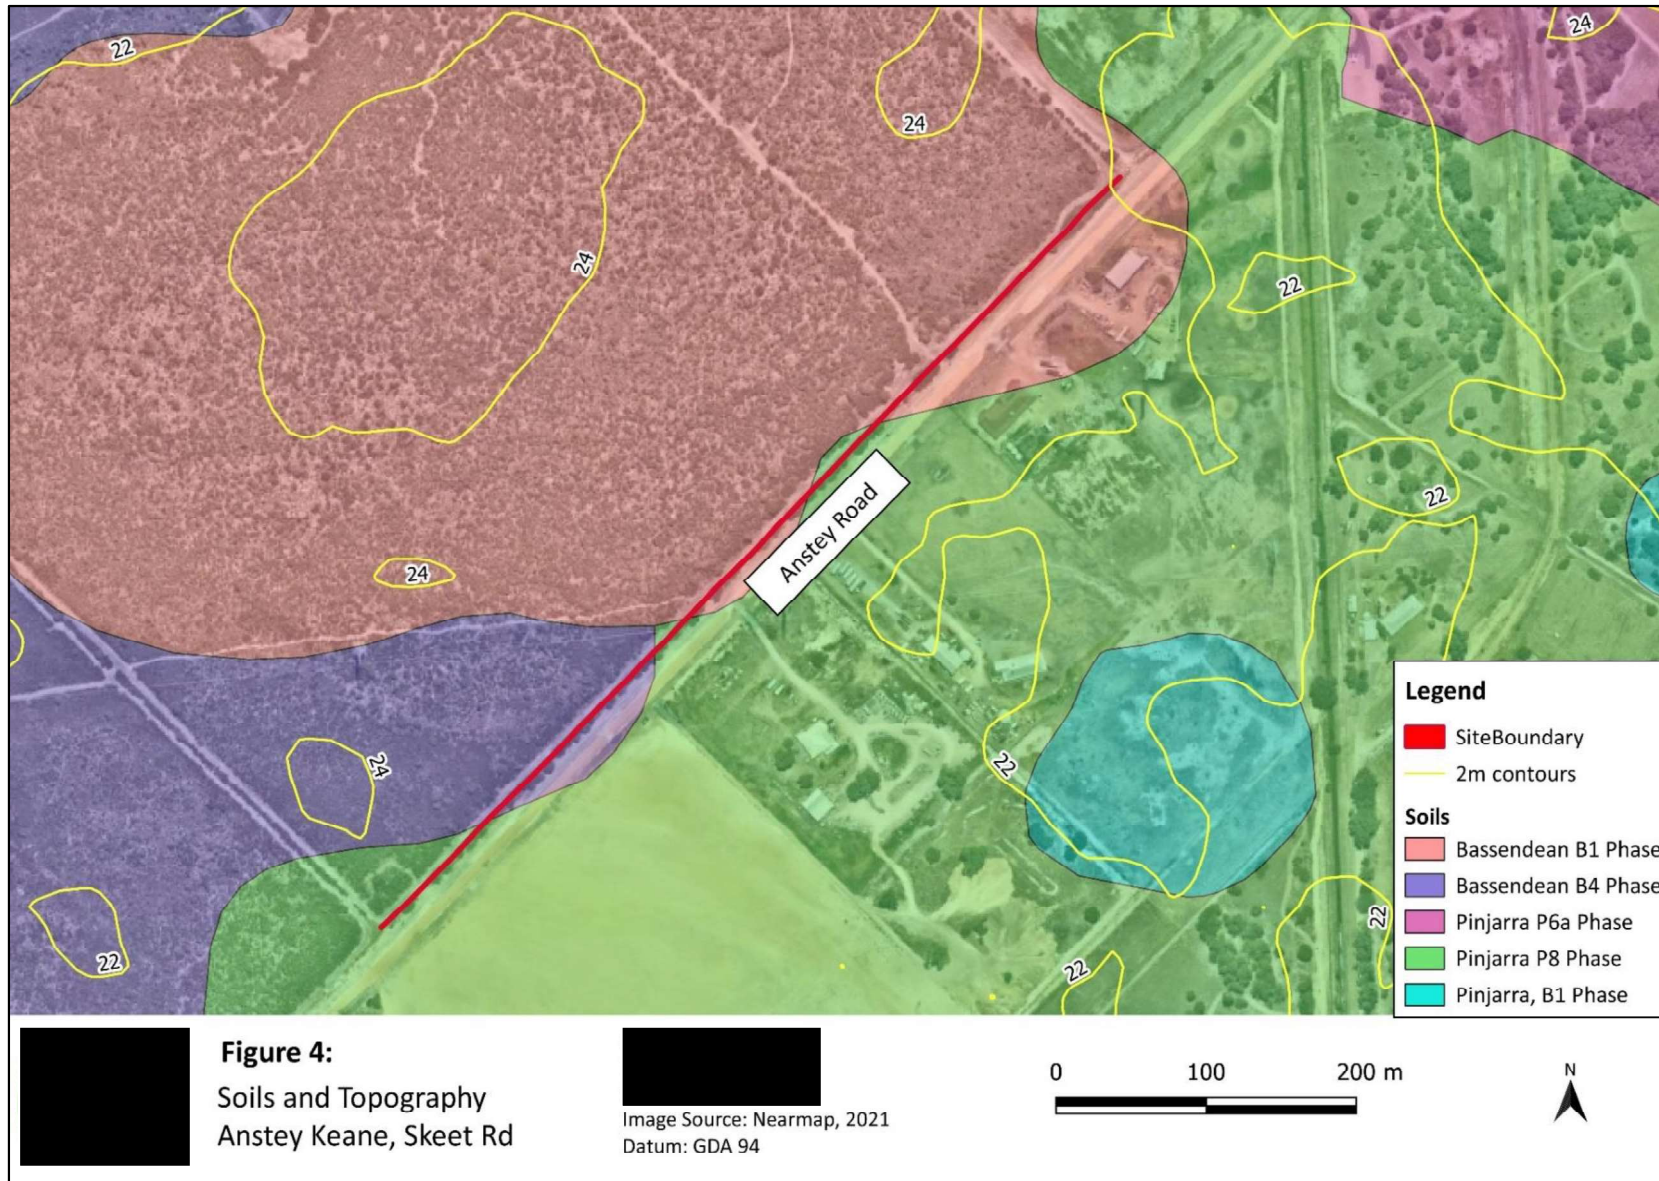 22
24
24
24
22
Anstey Road
22
24
24
22
22
22
22
Legend
SiteBoundary
2m contours
Soils
Bassendean B1 Phase
Bassendean B4 Phase
Pinjarra P6a Phase
Pinjarra P8 Phase
Pinjarra, B1 Phase
Figure 4:
Soils and Topography
Anstey Keane, Skeet Rd
Image Source: Nearmap, 2021
Datum: GDA 94
0 100 200 m
N